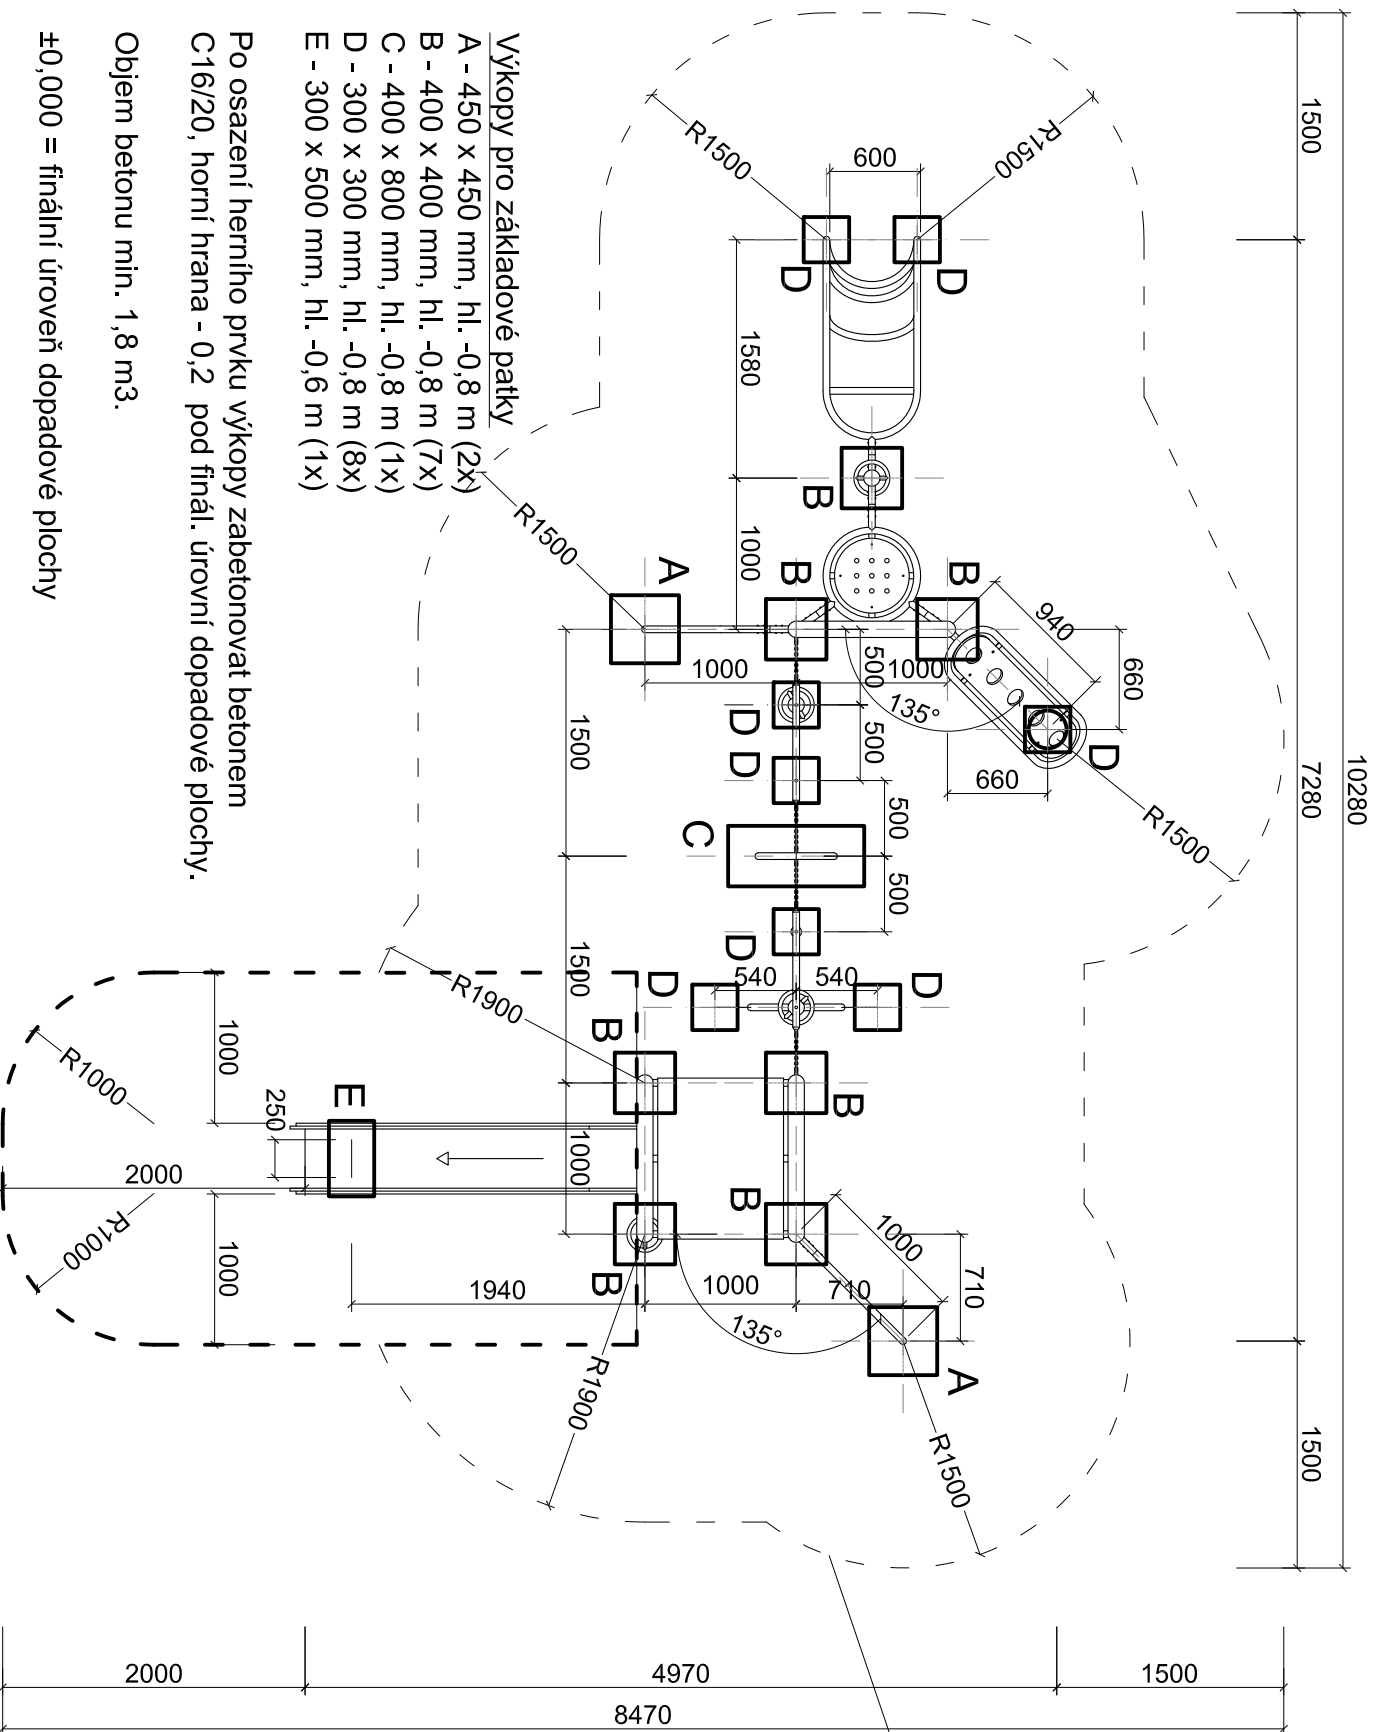 10280
1500
7280
1500
R1500
R1500
600
D
D
1580
B
1000
B
B
A
R1500
940
660
1000
500
1000
135°
500
660
D
D
D
R1500
1500
500
C
500
D
540
540
D
D
1500
R1900
B
B
1000
R1000
250
E
1000
2000
R1000
1000
B
B
1000
710
1940
1000
710
135°
A
R1900
R1500
2000
4970
1500
8470
Výkopy pro základové patky
A - 450 x 450 mm, hl. -0,8 m (2x)
B - 400 x 400 mm, hl. -0,8 m (7x)
C - 400 x 800 mm, hl. -0,8 m (1x)
D - 300 x 300 mm, hl. -0,8 m (8x)
E - 300 x 500 mm, hl. -0,6 m (1x)
Po osazení herního prvku výkopy zabetonovat betonem
C16/20, horní hrana - 0,2 pod finál. úrovní dopadové plochy.
Objem betonu min. 1,8 m3.
±0,000 = finální úroveň dopadové plochy